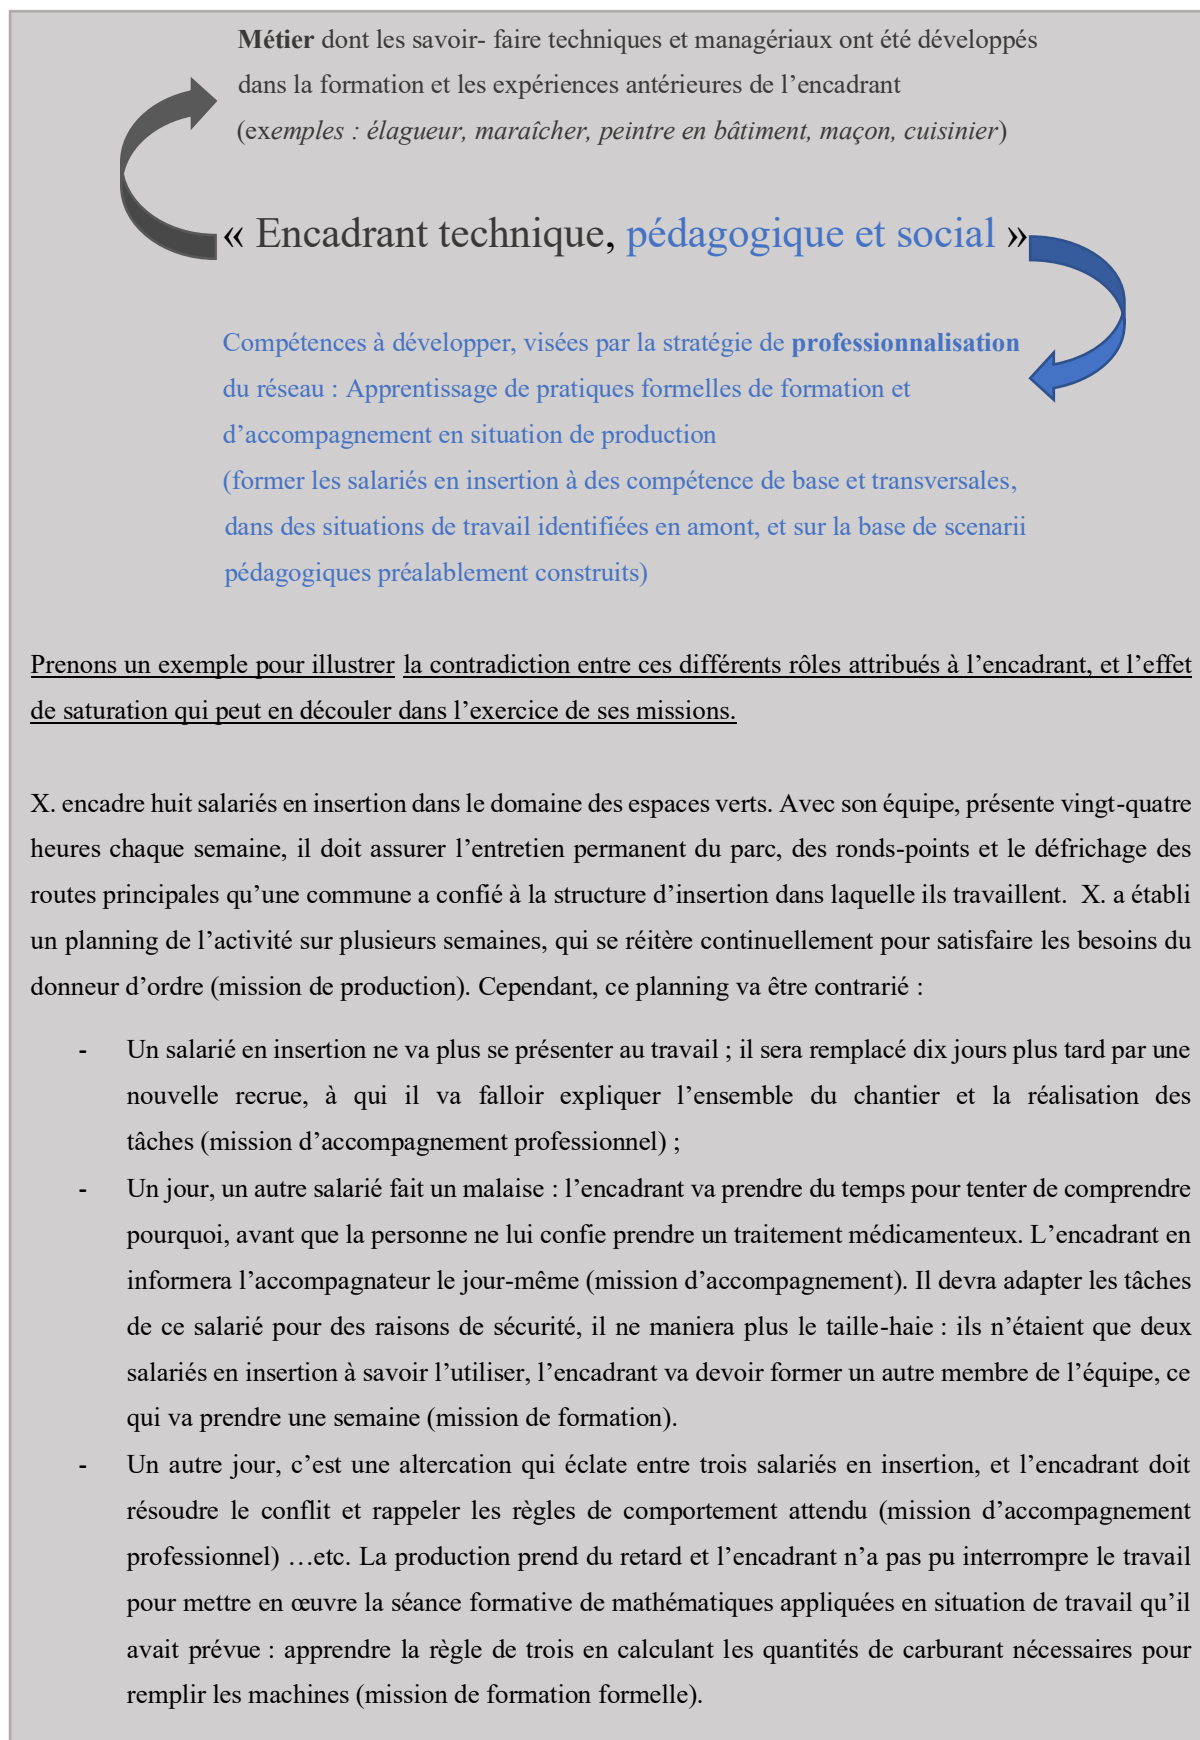 Métier dont les savoir- faire techniques et managériaux ont été développés
dans la formation et les expériences antérieures de l’encadrant
(exemples : élagueur, maraîcher, peintre en bâtiment, maçon, cuisinier)
« Encadrant technique, pédagogique et social »
Compétences à développer, visées par la stratégie de professionnalisation
du réseau : Apprentissage de pratiques formelles de formation et
d’accompagnement en situation de production
(former les salariés en insertion à des compétence de base et transversales,
dans des situations de travail identifiées en amont, et sur la base de scenarii
pédagogiques préalablement construits)
Prenons un exemple pour illustrer la contradiction entre ces différents rôles attribués à l’encadrant, et l’effet
de saturation qui peut en découler dans l’exercice de ses missions.
X. encadre huit salariés en insertion dans le domaine des espaces verts. Avec son équipe, présente vingt-quatre
heures chaque semaine, il doit assurer l’entretien permanent du parc, des ronds-points et le défrichage des
routes principales qu’une commune a confié à la structure d’insertion dans laquelle ils travaillent. X. a établi
un planning de l’activité sur plusieurs semaines, qui se réitère continuellement pour satisfaire les besoins du
donneur d’ordre (mission de production). Cependant, ce planning va être contrarié :
- Un salarié en insertion ne va plus se présenter au travail ; il sera remplacé dix jours plus tard par une
nouvelle recrue, à qui il va falloir expliquer l’ensemble du chantier et la réalisation des
tâches (mission d’accompagnement professionnel) ;
- Un jour, un autre salarié fait un malaise : l’encadrant va prendre du temps pour tenter de comprendre
pourquoi, avant que la personne ne lui confie prendre un traitement médicamenteux. L’encadrant en
informera l’accompagnateur le jour-même (mission d’accompagnement). Il devra adapter les tâches
de ce salarié pour des raisons de sécurité, il ne maniera plus le taille-haie : ils n’étaient que deux
salariés en insertion à savoir l’utiliser, l’encadrant va devoir former un autre membre de l’équipe, ce
qui va prendre une semaine (mission de formation).
- Un autre jour, c’est une altercation qui éclate entre trois salariés en insertion, et l’encadrant doit
résoudre le conflit et rappeler les règles de comportement attendu (mission d’accompagnement
professionnel) …etc. La production prend du retard et l’encadrant n’a pas pu interrompre le travail
pour mettre en œuvre la séance formative de mathématiques appliquées en situation de travail qu’il
avait prévue : apprendre la règle de trois en calculant les quantités de carburant nécessaires pour
remplir les machines (mission de formation formelle).